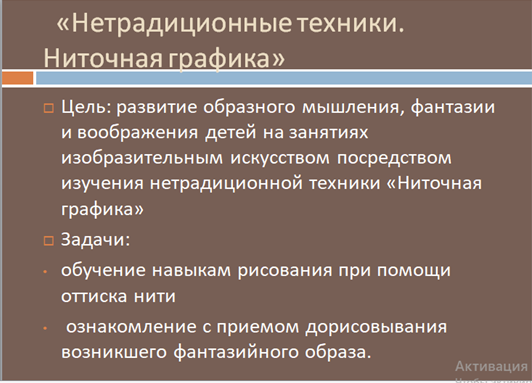 «Нетрадиционные техники.
Ниточная графика»
Цель: развитие образного мышления, фантазии
и воображения детей на занятиях
изобразительным искусством посредством
изучения нетрадиционной техники «Ниточная
графика»
Задачи:
обучение навыкам рисования при помощи
оттиска нити
ознакомление с приемом дорисовывания
возникшего фантазийного образа.
Активация